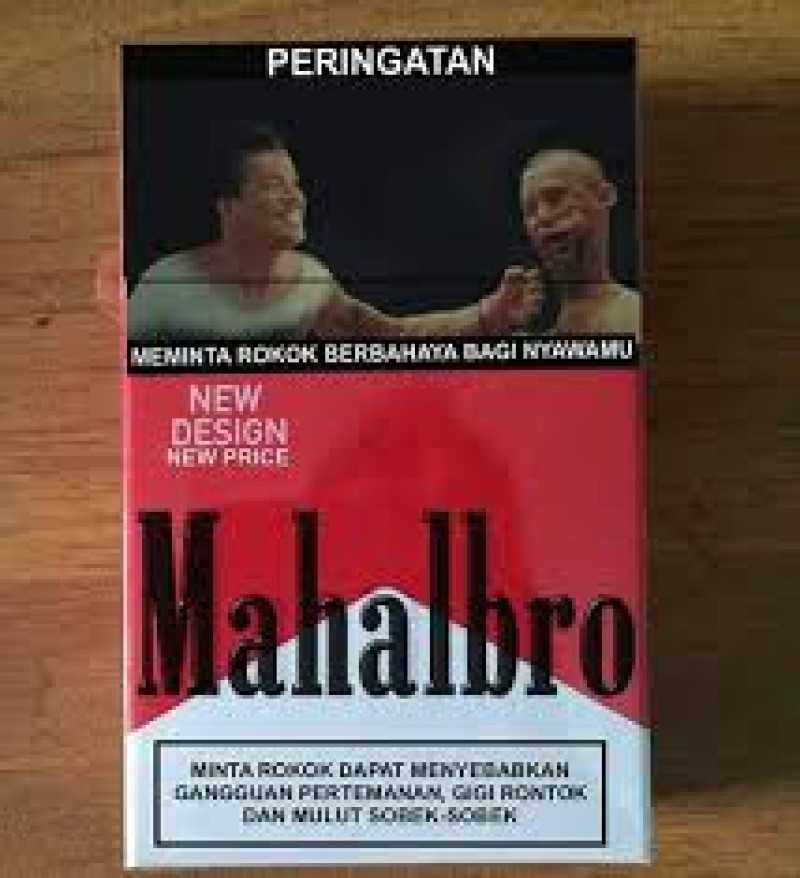 PERINGATAN
MEMINTA ROKOK BERBAHAYA BAGI NYAWAMU
NEW
DESIGN
NEW PRICE
Mahalbro
MINTA ROKOK DAPAT MENYEBABKAN
GANGGUAN PERTEMANAN, GIGI RONTOK
DAN MULUT SOBEK-SOBEK